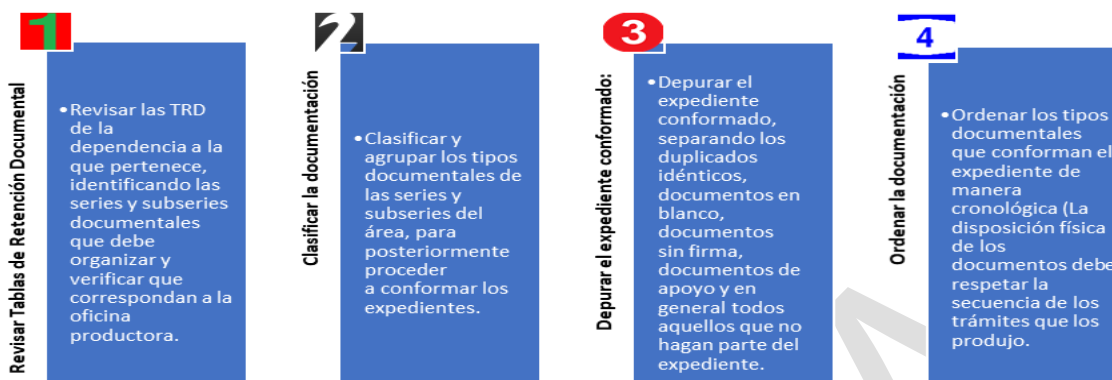 1
Revisar Tablas de Retención Documental
•Revisar las TRD
de la
dependencia a la
que pertenece,
identificando las
series y subseries
documentales
que debe
organizar y
verificar que
correspondan a la
oficina
productora.
2
Clasificar la documentación
•Clasificar y
agrupar los tipos
documentales de
las series y
subseries del
área, para
posteriormente
proceder
a conformar los
expedientes.
3
Depurar el expediente conformado:
•Depurar el
expediente
conformado,
separando los
duplicados
idénticos,
documentos en
blanco,
documentos
sin firma,
documentos de
apoyo y en
general todos
aquellos que no
hagan parte del
expediente.
4
Ordenar la documentación
•Ordenar los tipos
documentales
que conforman el
expediente de
manera
cronológica (La
disposición física
de los
documentos debe
respetar la
secuencia de los
trámites que los
produjo.